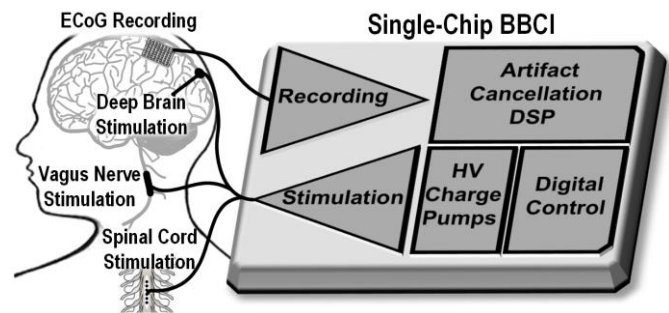 ECoG Recording
Single-Chip BBCI
Deep Brain
Stimulation
Vagus Nerve
Stimulation
Spinal Cord
Stimulation
Recording
Artifact
Cancellation
DSP
Stimulation
HV
Charge
Pumps
Digital
Control